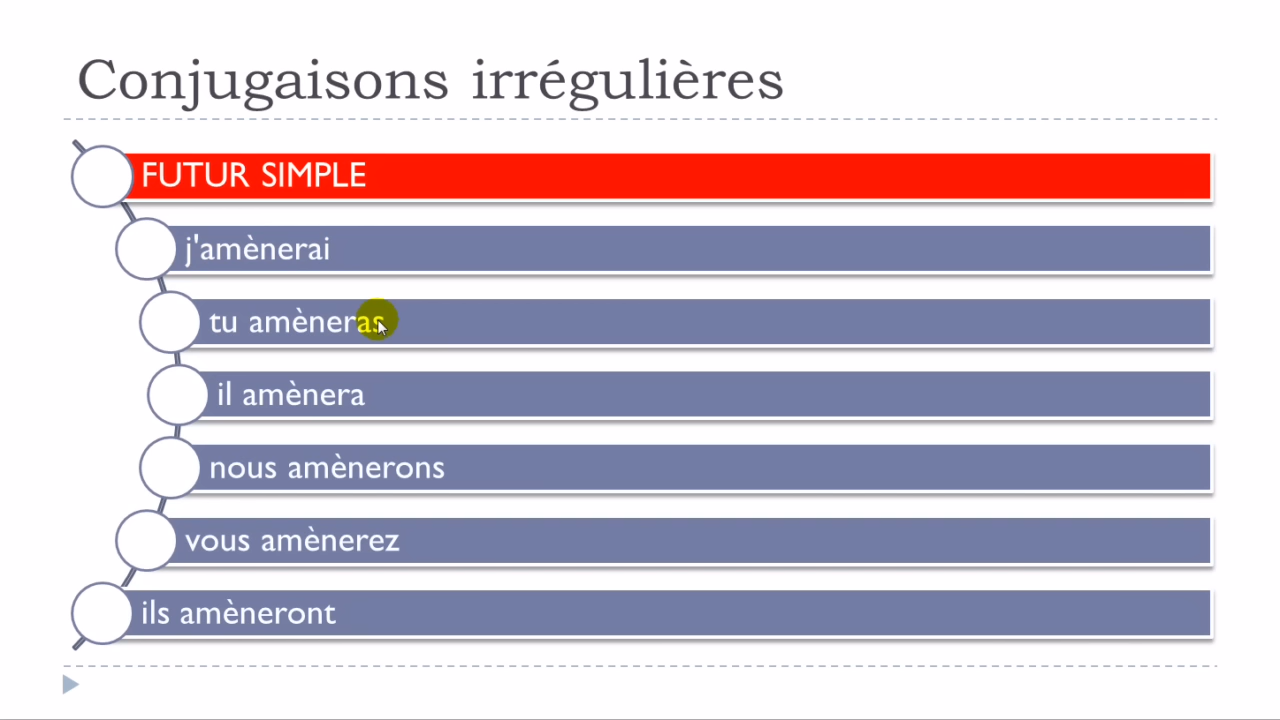 Conjugaisons irrégulières
FUTUR SIMPLE
j'amènerai
tu amèneras
il amènera
nous amènerons
vous amènerez
ils amèneront